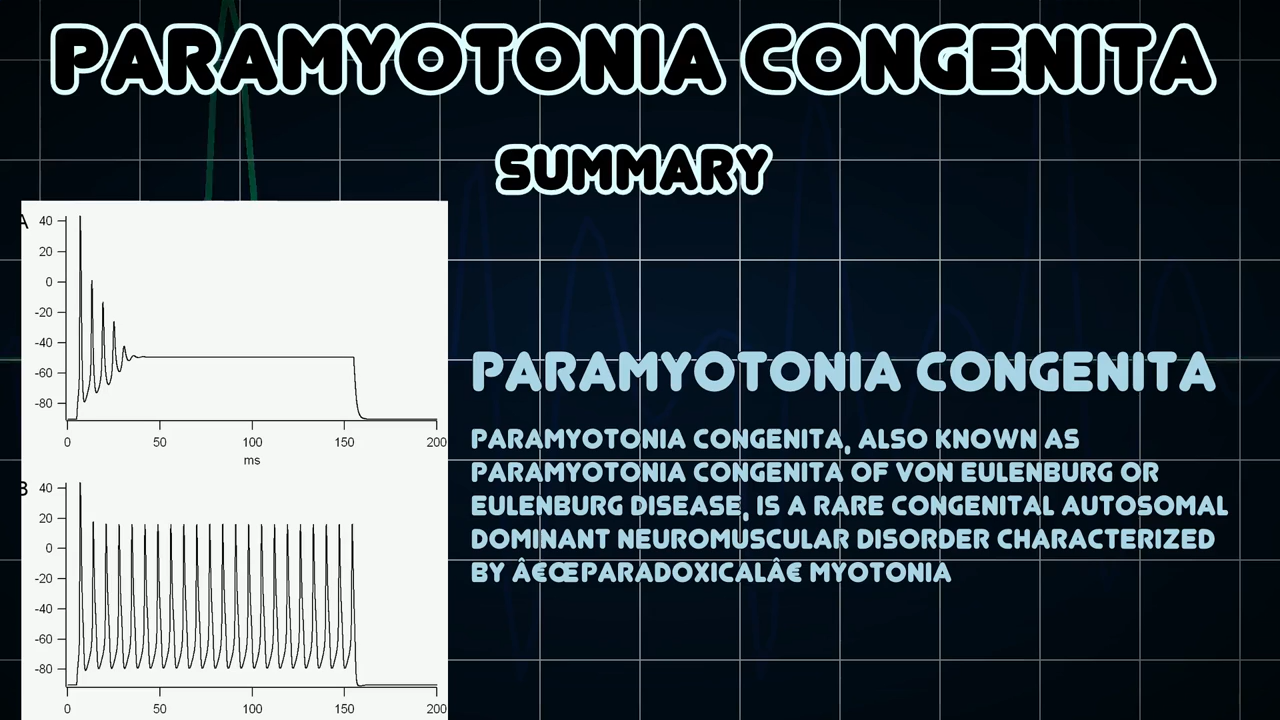 PARAMYOTONIA CONGENITA
SUMMARY
A
40
20
0
-20
-40
-60
-80
0 50 100 150 200
ms
B
40
20
0
-20
-40
-60
-80
0 50 100 150 200
PARAMYOTONIA CONGENITA
PARAMYOTONIA CONGENITA, ALSO KNOWN AS
PARAMYOTONIA CONGENITA OF VON EULENBURG OR
EULENBURG DISEASE, IS A RARE CONGENITAL AUTOSOMAL
DOMINANT NEUROMUSCULAR DISORDER CHARACTERIZED
BY Â€ŒPARADOXICALÂ€ MYOTONIA